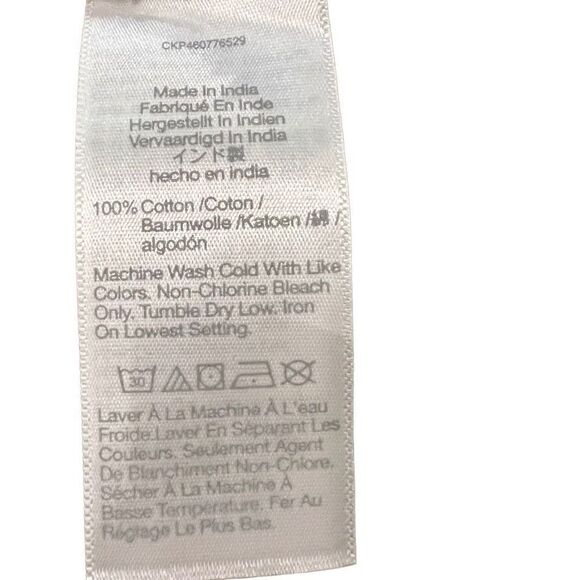 CKP460776529
Made In India
Fabriqué En Inde
Hergestellt In Indien
Vervaardigd In India
インド製
hecho en india
100% Cotton /Coton /
Baumwolle /Katoen /綿 /
algodón
Machine Wash Cold With Like
Colors. Non-Chlorine Bleach
Only. Tumble Dry Low. Iron
On Lowest Setting.
30
Laver À La Machine À L'eau
Froide.Laver En Séparant Les
Couleurs. Seulement Agent
De Blanchiment Non-Chlore.
Sécher À La Machine À
Basse Température. Fer Au
Réglage Le Plus Bas.